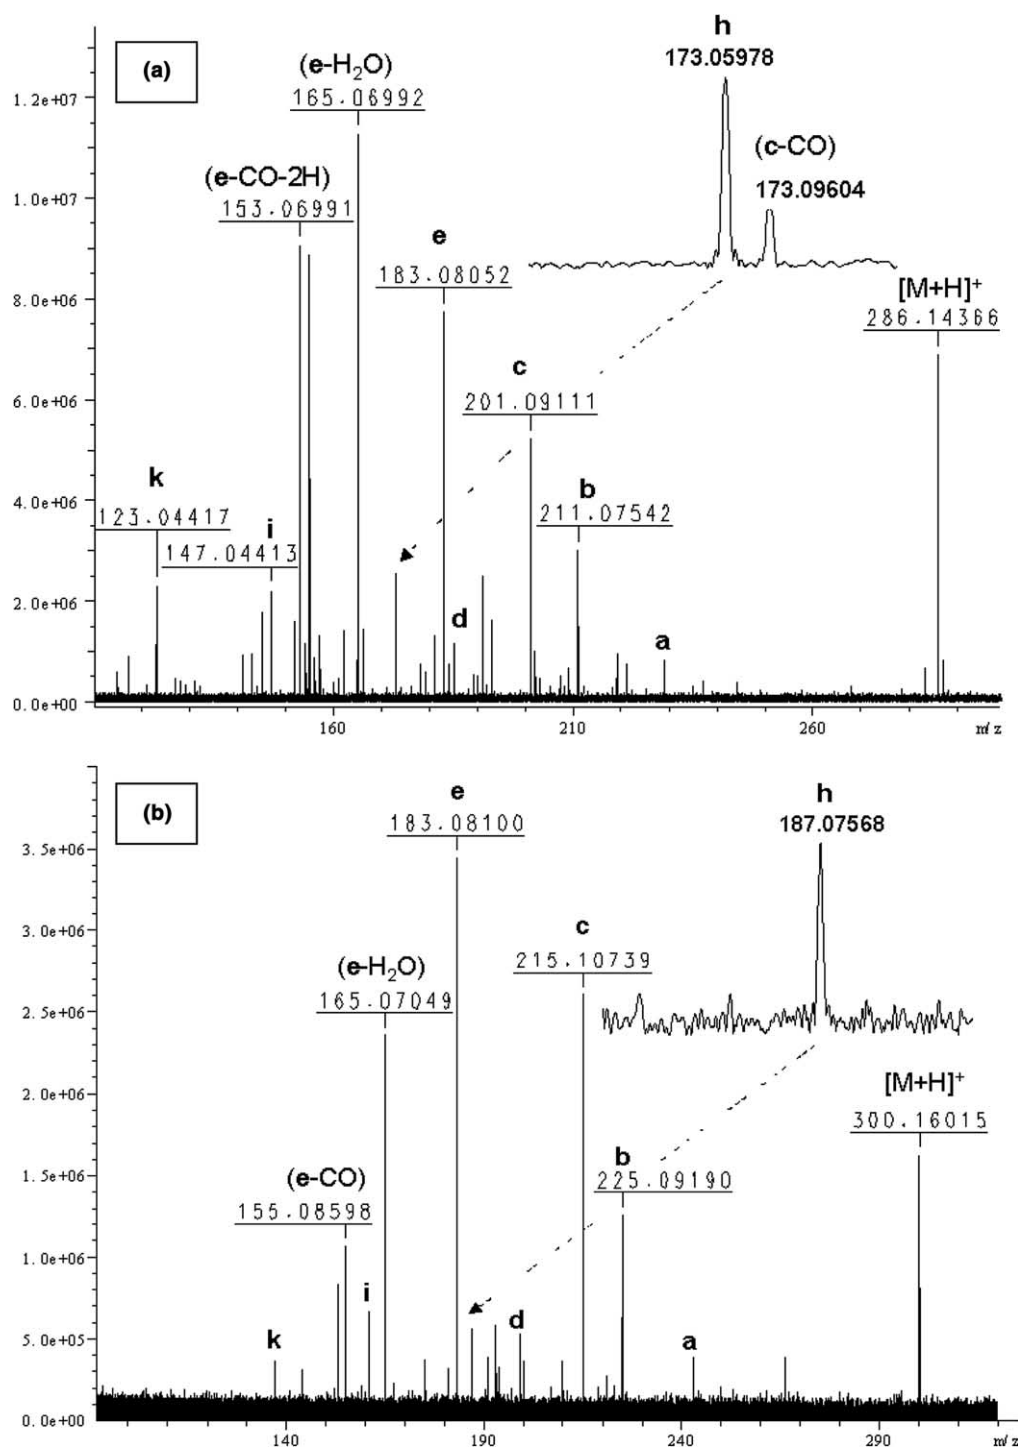 (a)
h
173.05978
(e-H2O)
165.06992
(c-CO)
173.09604
(e-CO-2H)
153.06991
e
183.08052
[M+H]+
286.14366
c
201.09111
k
123.04417
i
147.04413
b
211.07542
d
a
1.2e+07
1.0e+07
8.0e+06
6.0e+06
4.0e+06
2.0e+06
0.0e+00
160
210
260
m/z
(b)
e
183.08100
h
187.07568
c
215.10739
(e-H2O)
165.07049
[M+H]+
300.16015
b
225.09190
(e-CO)
155.08598
i
k
d
a
3.5e+06
3.0e+06
2.5e+06
2.0e+06
1.5e+06
1.0e+06
5.0e+05
0.0e+00
140
190
240
290
m/z